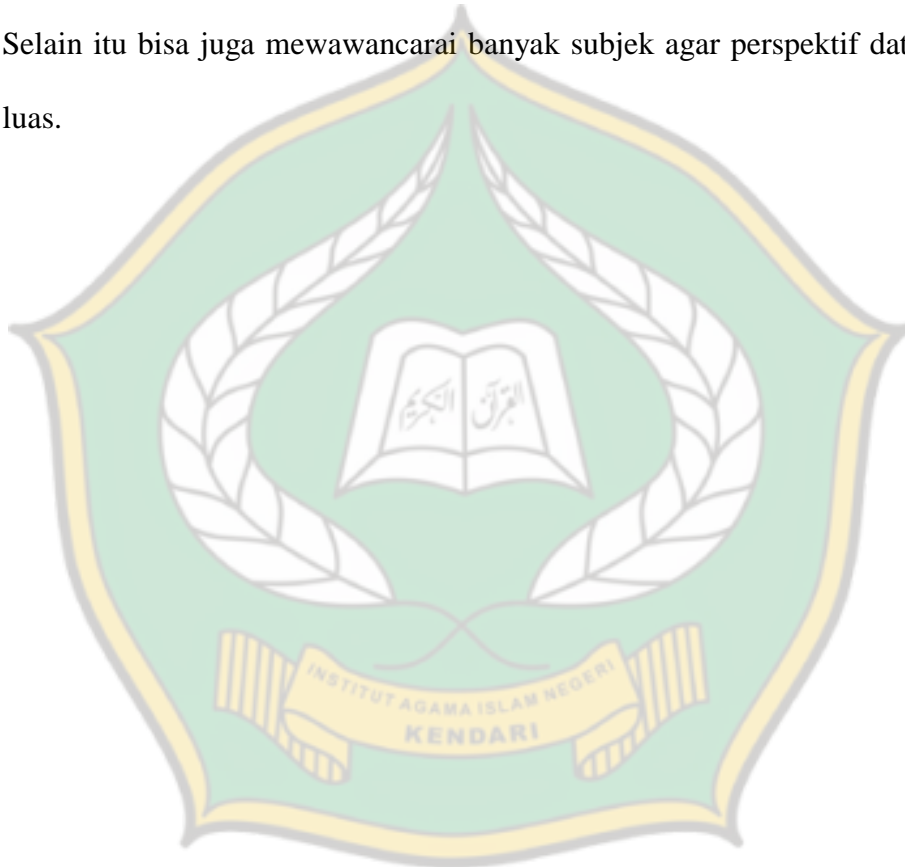 Selain itu bisa juga mewawancarai banyak subjek agar perspektif dat
luas.
الكريم القرآن
INSTITUT AGAMA ISLAM NEGERI
KENDARI